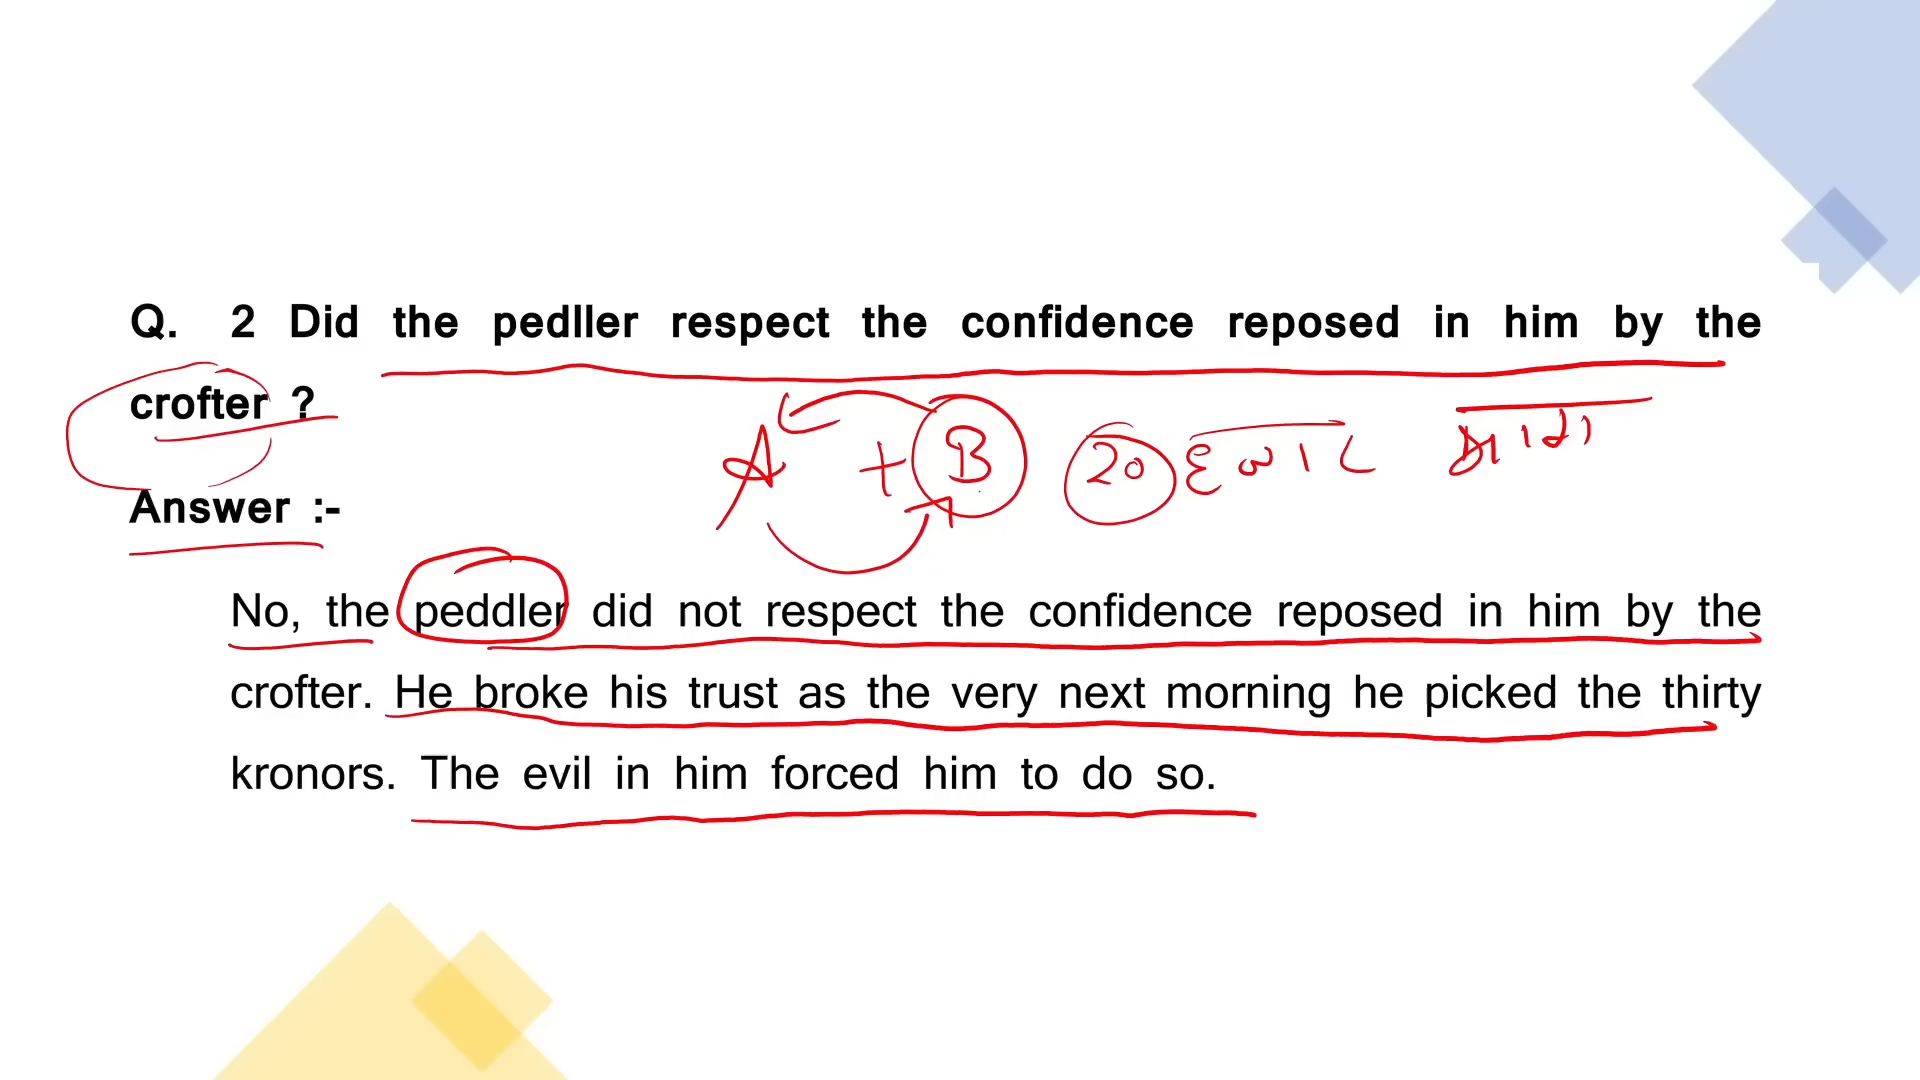 Q. 2 Did the pedller respect the confidence reposed in him by the
crofter ?
A + B 20
Answer :-
No, the peddler did not respect the confidence reposed in him by the
crofter. He broke his trust as the very next morning he picked the thirty
kronors. The evil in him forced him to do so.